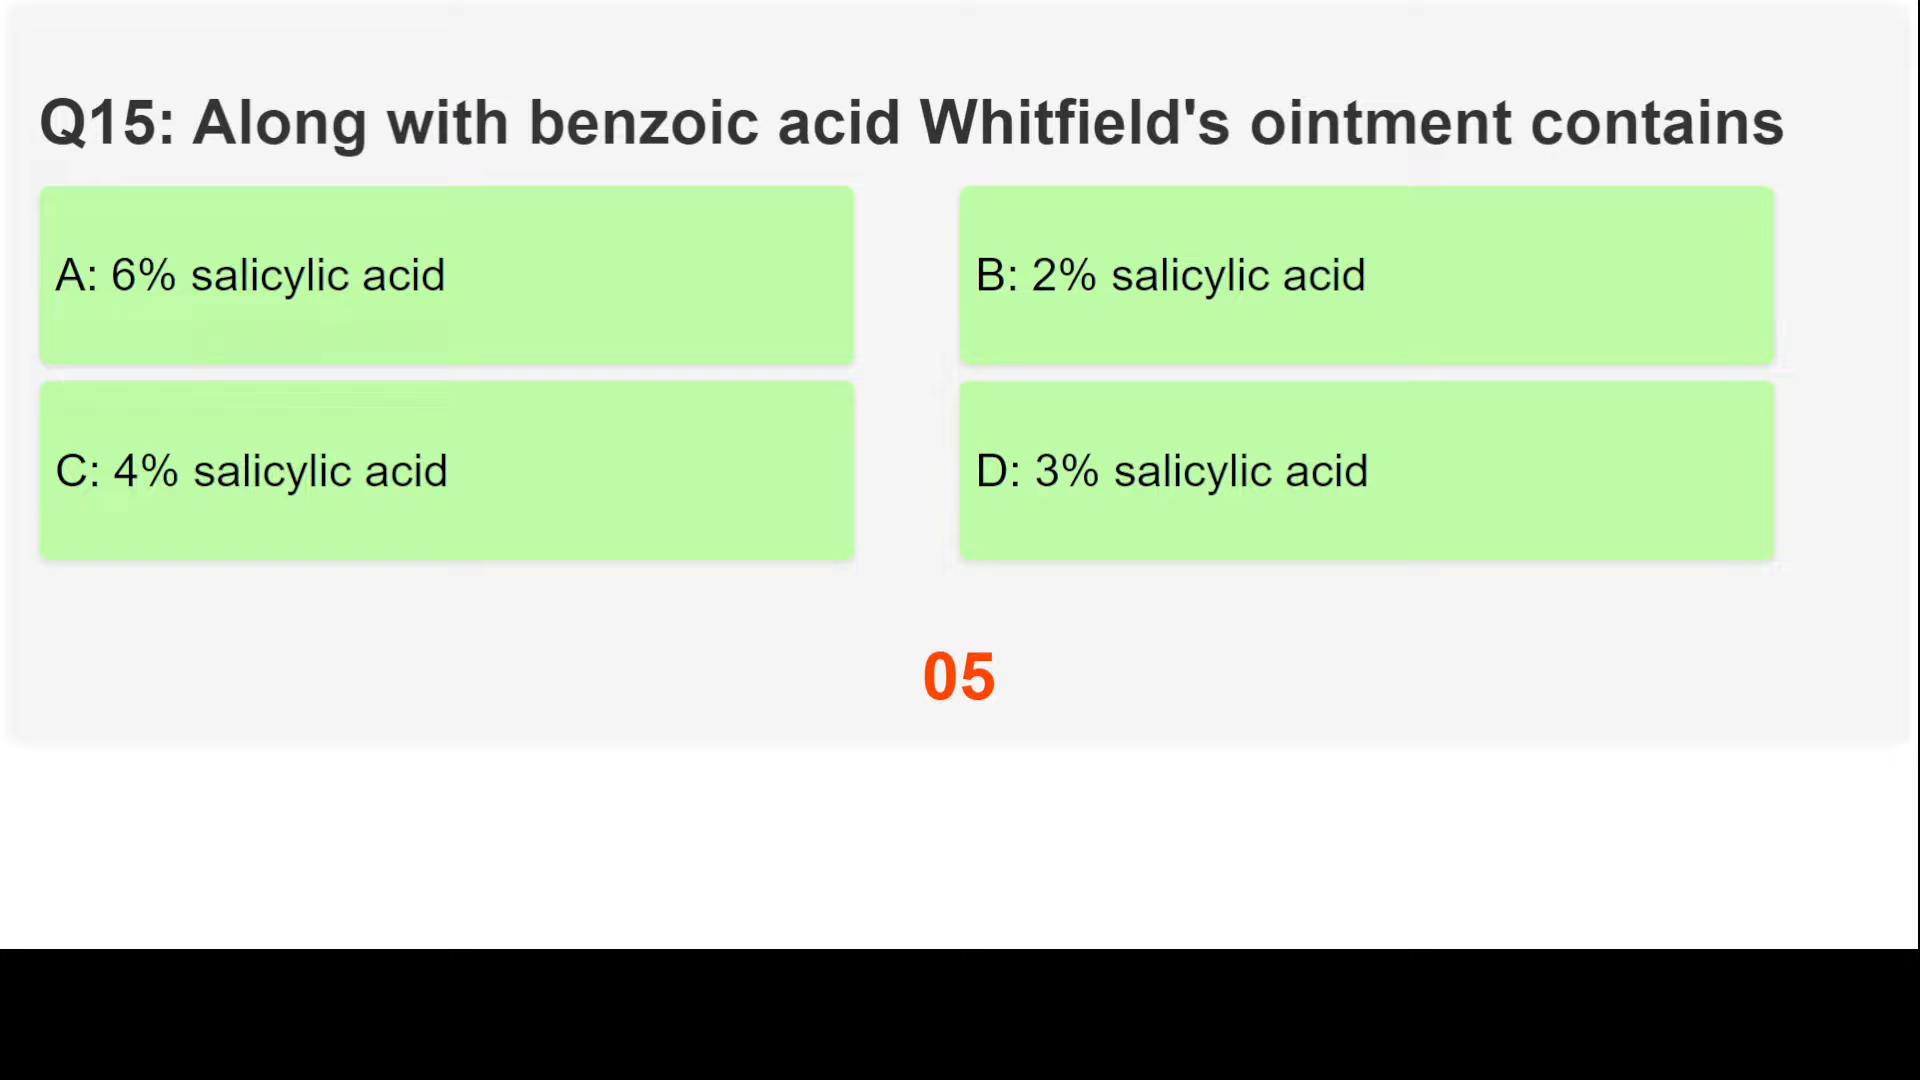 Q15: Along with benzoic acid Whitfield's ointment contains
A: 6% salicylic acid
B: 2% salicylic acid
C: 4% salicylic acid
D: 3% salicylic acid
05